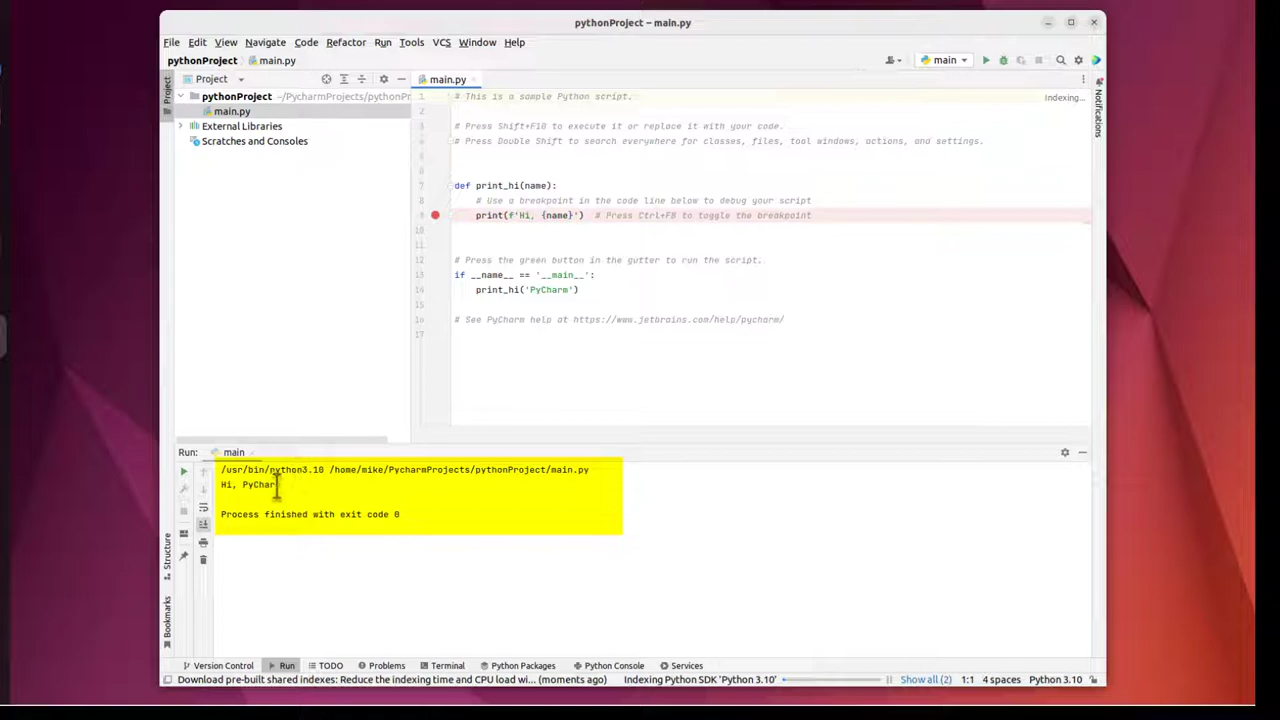 pythonProject – main.py
File Edit View Navigate Code Refactor Run Tools VCS Window Help
pythonProject main.py main
Project main.py
1 # This is a sample Python script. Indexing...
pythonProject ~/PycharmProjects/pythonPr
2
main.py
3 # Press Shift+F10 to execute it or replace it with your code.
External Libraries
4 # Press Double Shift to search everywhere for classes, files, tool windows, actions, and settings.
Scratches and Consoles
5
6
7 def print_hi(name):
8 # Use a breakpoint in the code line below to debug your script
9 print(f'Hi, {name}') # Press Ctrl+F8 to toggle the breakpoint
10
11
12 # Press the green button in the gutter to run the script.
13 if __name__ == '__main__':
14 print_hi('PyCharm')
15
16 # See PyCharm help at https://www.jetbrains.com/help/pycharm/
17
Project
Notifications
Run: main
/usr/bin/python3.10 /home/mike/PycharmProjects/pythonProject/main.py
Hi, PyChar
Process finished with exit code 0
Structure
Bookmarks
Version Control Run TODO Problems Terminal Python Packages Python Console Services
Download pre-built shared indexes: Reduce the indexing time and CPU load wi... (moments ago) Indexing Python SDK 'Python 3.10' Show all (2) 1:1 4 spaces Python 3.10